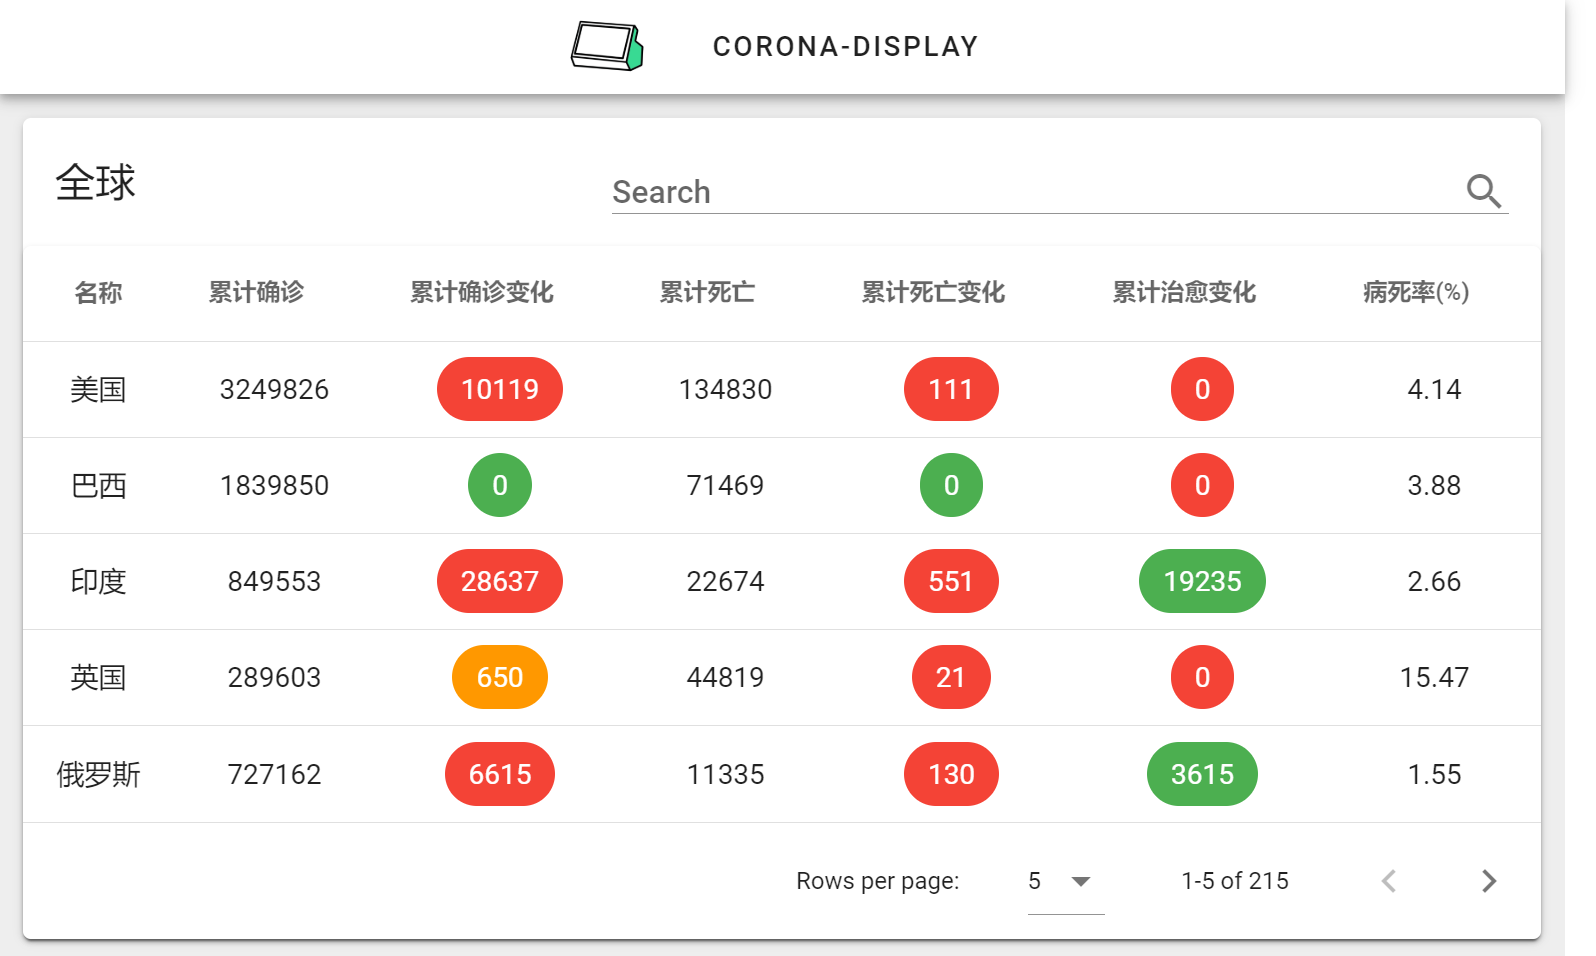 CORONA-DISPLAY
全球
Search
名称 累计确诊 累计确诊变化 累计死亡 累计死亡变化 累计治愈变化 病死率(%)
美国 3249826 10119 134830 111 0 4.14
巴西 1839850 0 71469 0 0 3.88
印度 849553 28637 22674 551 19235 2.66
英国 289603 650 44819 21 0 15.47
俄罗斯 727162 6615 11335 130 3615 1.55
Rows per page: 5 1-5 of 215